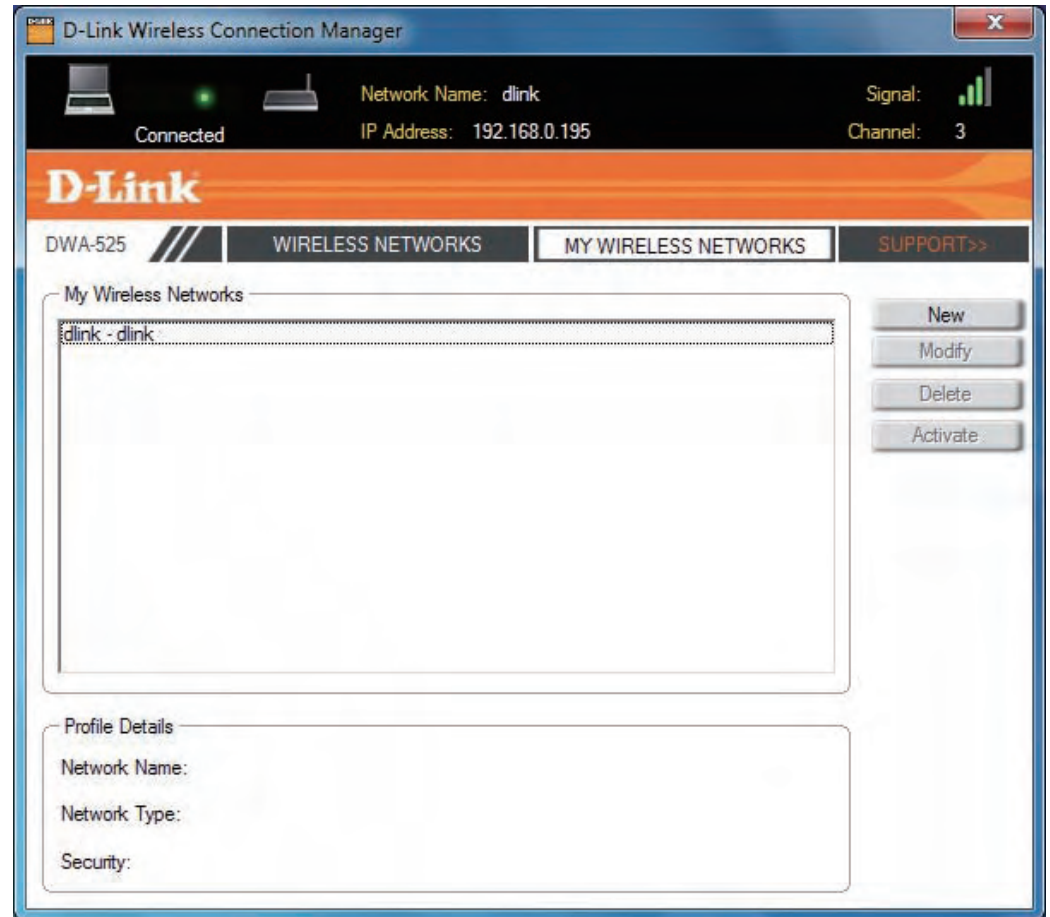 D-Link Wireless Connection Manager
Network Name: dlink
Signal:
Connected
IP Address: 192.168.0.195
Channel: 3
D-Link
DWA-525
WIRELESS NETWORKS
MY WIRELESS NETWORKS
SUPPORT>>
My Wireless Networks
dlink - dlink
New
Modify
Delete
Activate
Profile Details
Network Name:
Network Type:
Security: